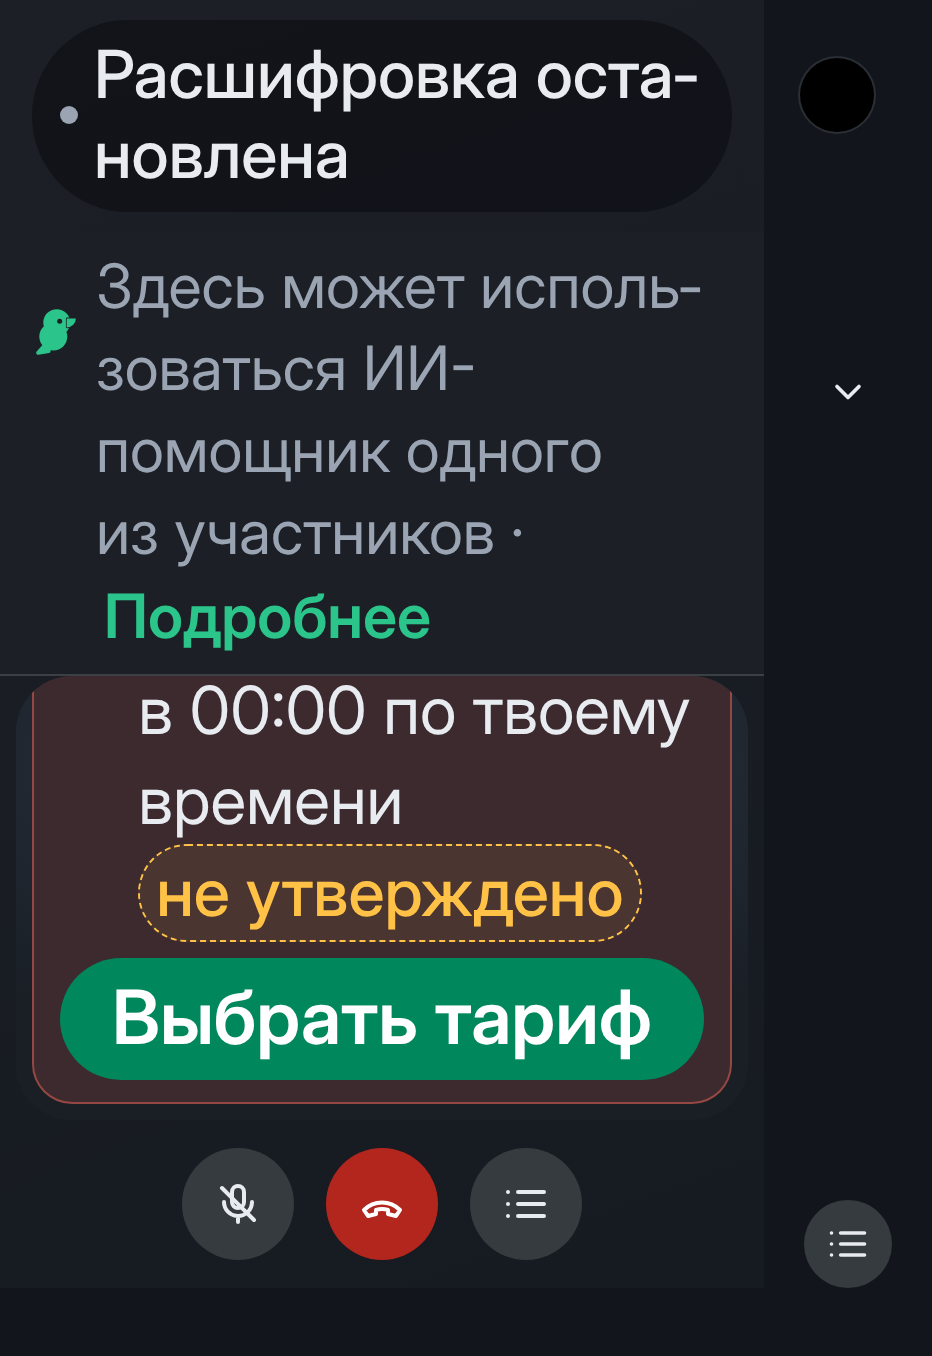 Расшифровка оста-
новлена
Здесь может исполь-
зоваться ИИ-
помощник одного
из участников ·
Подробнее
в 00:00 по твоему
времени
не утверждено
Выбрать тариф